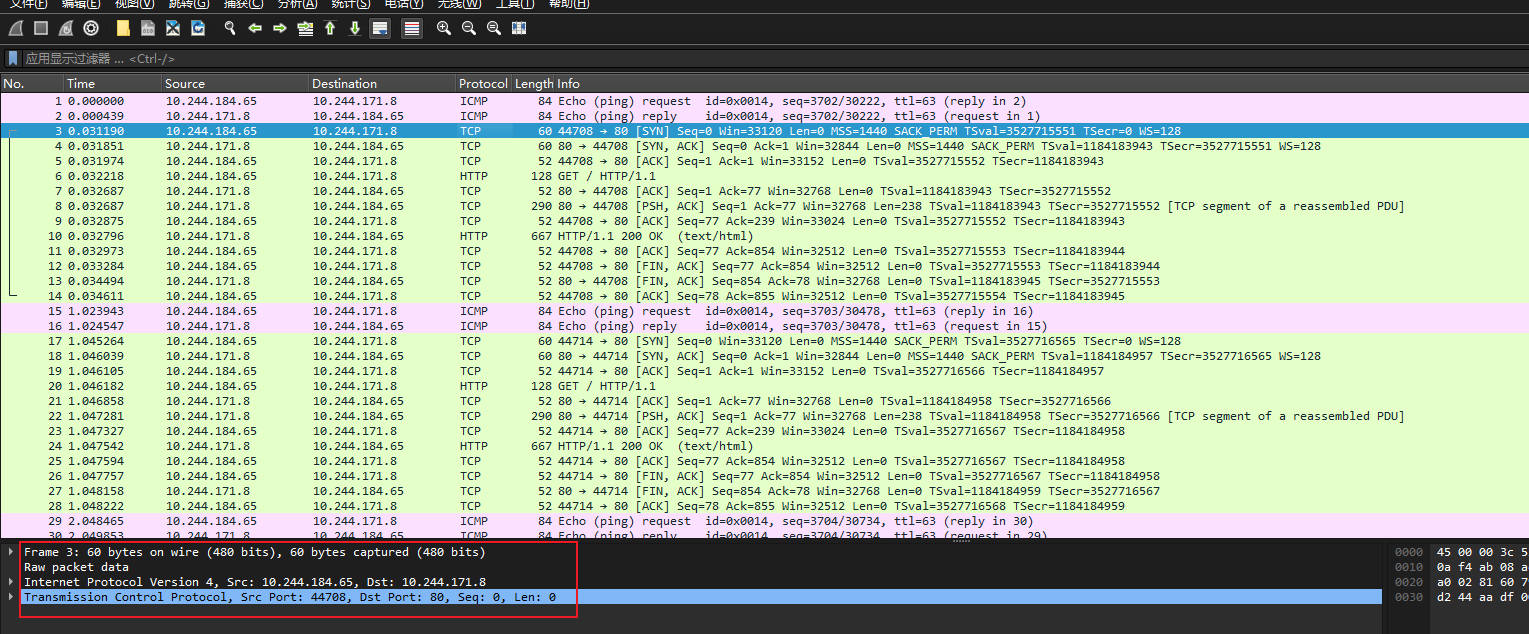 文件(F) 编辑(E) 视图(V) 跳转(G) 捕获(C) 分析(A) 统计(S) 电话(Y) 无线(W) 工具(T) 帮助(H)
应用显示过滤器 … <Ctrl-/>
No. Time Source Destination Protocol Length Info
1 0.000000 10.244.184.65 10.244.171.8 ICMP 84 Echo (ping) request id=0x0014, seq=3702/30222, ttl=63 (reply in 2)
2 0.000439 10.244.171.8 10.244.184.65 ICMP 84 Echo (ping) reply id=0x0014, seq=3702/30222, ttl=63 (request in 1)
3 0.031190 10.244.184.65 10.244.171.8 TCP 60 44708 → 80 [SYN] Seq=0 Win=33120 Len=0 MSS=1440 SACK_PERM TSval=3527715551 TSecr=0 WS=128
4 0.031851 10.244.171.8 10.244.184.65 TCP 60 80 → 44708 [SYN, ACK] Seq=0 Ack=1 Win=32844 Len=0 MSS=1440 SACK_PERM TSval=1184183943 TSecr=3527715551 WS=128
5 0.031974 10.244.184.65 10.244.171.8 TCP 52 44708 → 80 [ACK] Seq=1 Ack=1 Win=33152 Len=0 TSval=3527715552 TSecr=1184183943
6 0.032218 10.244.184.65 10.244.171.8 HTTP 128 GET / HTTP/1.1
7 0.032687 10.244.171.8 10.244.184.65 TCP 52 80 → 44708 [ACK] Seq=1 Ack=77 Win=32768 Len=0 TSval=1184183943 TSecr=3527715552
8 0.032687 10.244.171.8 10.244.184.65 TCP 290 80 → 44708 [PSH, ACK] Seq=1 Ack=77 Win=32768 Len=238 TSval=1184183943 TSecr=3527715552 [TCP segment of a reassembled PDU]
9 0.032875 10.244.184.65 10.244.171.8 TCP 52 44708 → 80 [ACK] Seq=77 Ack=239 Win=33024 Len=0 TSval=3527715552 TSecr=1184183943
10 0.032796 10.244.171.8 10.244.184.65 HTTP 667 HTTP/1.1 200 OK (text/html)
11 0.032973 10.244.184.65 10.244.171.8 TCP 52 44708 → 80 [ACK] Seq=77 Ack=854 Win=32512 Len=0 TSval=3527715553 TSecr=1184183944
12 0.033284 10.244.184.65 10.244.171.8 TCP 52 44708 → 80 [FIN, ACK] Seq=77 Ack=854 Win=32512 Len=0 TSval=3527715553 TSecr=1184183944
13 0.034494 10.244.171.8 10.244.184.65 TCP 52 80 → 44708 [FIN, ACK] Seq=854 Ack=78 Win=32768 Len=0 TSval=1184183945 TSecr=3527715553
14 0.034611 10.244.184.65 10.244.171.8 TCP 52 44708 → 80 [ACK] Seq=78 Ack=855 Win=32512 Len=0 TSval=3527715554 TSecr=1184183945
15 1.023943 10.244.184.65 10.244.171.8 ICMP 84 Echo (ping) request id=0x0014, seq=3703/30478, ttl=63 (reply in 16)
16 1.024547 10.244.171.8 10.244.184.65 ICMP 84 Echo (ping) reply id=0x0014, seq=3703/30478, ttl=63 (request in 15)
17 1.045264 10.244.184.65 10.244.171.8 TCP 60 44714 → 80 [SYN] Seq=0 Win=33120 Len=0 MSS=1440 SACK_PERM TSval=3527716565 TSecr=0 WS=128
18 1.046039 10.244.171.8 10.244.184.65 TCP 60 80 → 44714 [SYN, ACK] Seq=0 Ack=1 Win=32844 Len=0 MSS=1440 SACK_PERM TSval=1184184957 TSecr=3527716565 WS=128
19 1.046105 10.244.184.65 10.244.171.8 TCP 52 44714 → 80 [ACK] Seq=1 Ack=1 Win=33152 Len=0 TSval=3527716566 TSecr=1184184957
20 1.046182 10.244.184.65 10.244.171.8 HTTP 128 GET / HTTP/1.1
21 1.046858 10.244.171.8 10.244.184.65 TCP 52 80 → 44714 [ACK] Seq=1 Ack=77 Win=32768 Len=0 TSval=1184184958 TSecr=3527716566
22 1.047281 10.244.171.8 10.244.184.65 TCP 290 80 → 44714 [PSH, ACK] Seq=1 Ack=77 Win=32768 Len=238 TSval=1184184958 TSecr=3527716566 [TCP segment of a reassembled PDU]
23 1.047327 10.244.184.65 10.244.171.8 TCP 52 44714 → 80 [ACK] Seq=77 Ack=239 Win=33024 Len=0 TSval=3527716567 TSecr=1184184958
24 1.047542 10.244.171.8 10.244.184.65 HTTP 667 HTTP/1.1 200 OK (text/html)
25 1.047594 10.244.184.65 10.244.171.8 TCP 52 44714 → 80 [ACK] Seq=77 Ack=854 Win=32512 Len=0 TSval=3527716567 TSecr=1184184958
26 1.047757 10.244.184.65 10.244.171.8 TCP 52 44714 → 80 [FIN, ACK] Seq=77 Ack=854 Win=32512 Len=0 TSval=3527716567 TSecr=1184184958
27 1.048158 10.244.171.8 10.244.184.65 TCP 52 80 → 44714 [FIN, ACK] Seq=854 Ack=78 Win=32768 Len=0 TSval=1184184959 TSecr=3527716567
28 1.048222 10.244.184.65 10.244.171.8 TCP 52 44714 → 80 [ACK] Seq=78 Ack=855 Win=32512 Len=0 TSval=3527716568 TSecr=1184184959
29 2.048465 10.244.184.65 10.244.171.8 ICMP 84 Echo (ping) request id=0x0014, seq=3704/30734, ttl=63 (reply in 30)
30 2.049853 10.244.171.8 10.244.184.65 ICMP 84 Echo (ping) reply id=0x0014, seq=3704/30734, ttl=63 (request in 29)
Frame 3: 60 bytes on wire (480 bits), 60 bytes captured (480 bits)
Raw packet data
Internet Protocol Version 4, Src: 10.244.184.65, Dst: 10.244.171.8
Transmission Control Protocol, Src Port: 44708, Dst Port: 80, Seq: 0, Len: 0
0000 45 00 00 3c
0010 0a f4 ab 08
0020 a0 02 81 60
0030 d2 44 aa df